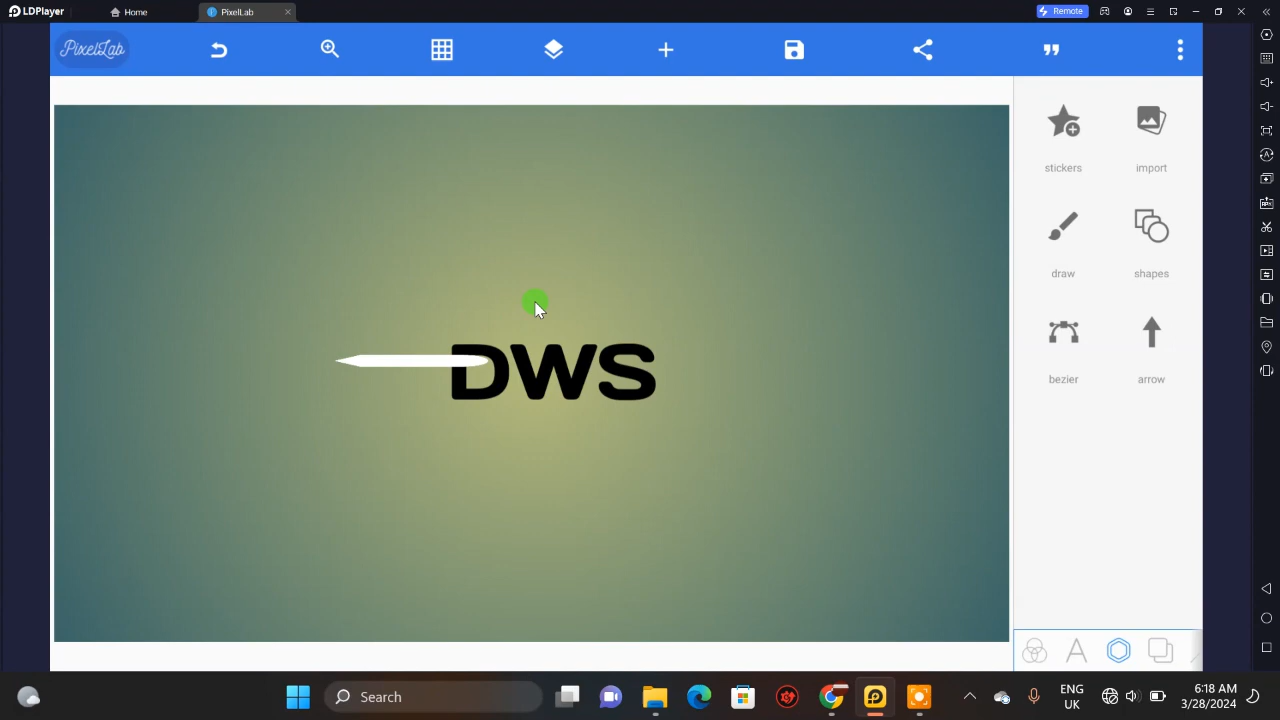 LDPlayer
Home
PixelLab
Remote
PixelLab
stickers
import
draw
shapes
bezier
arrow
DWS
Search
ENG
UK
6:18 AM
3/28/2024